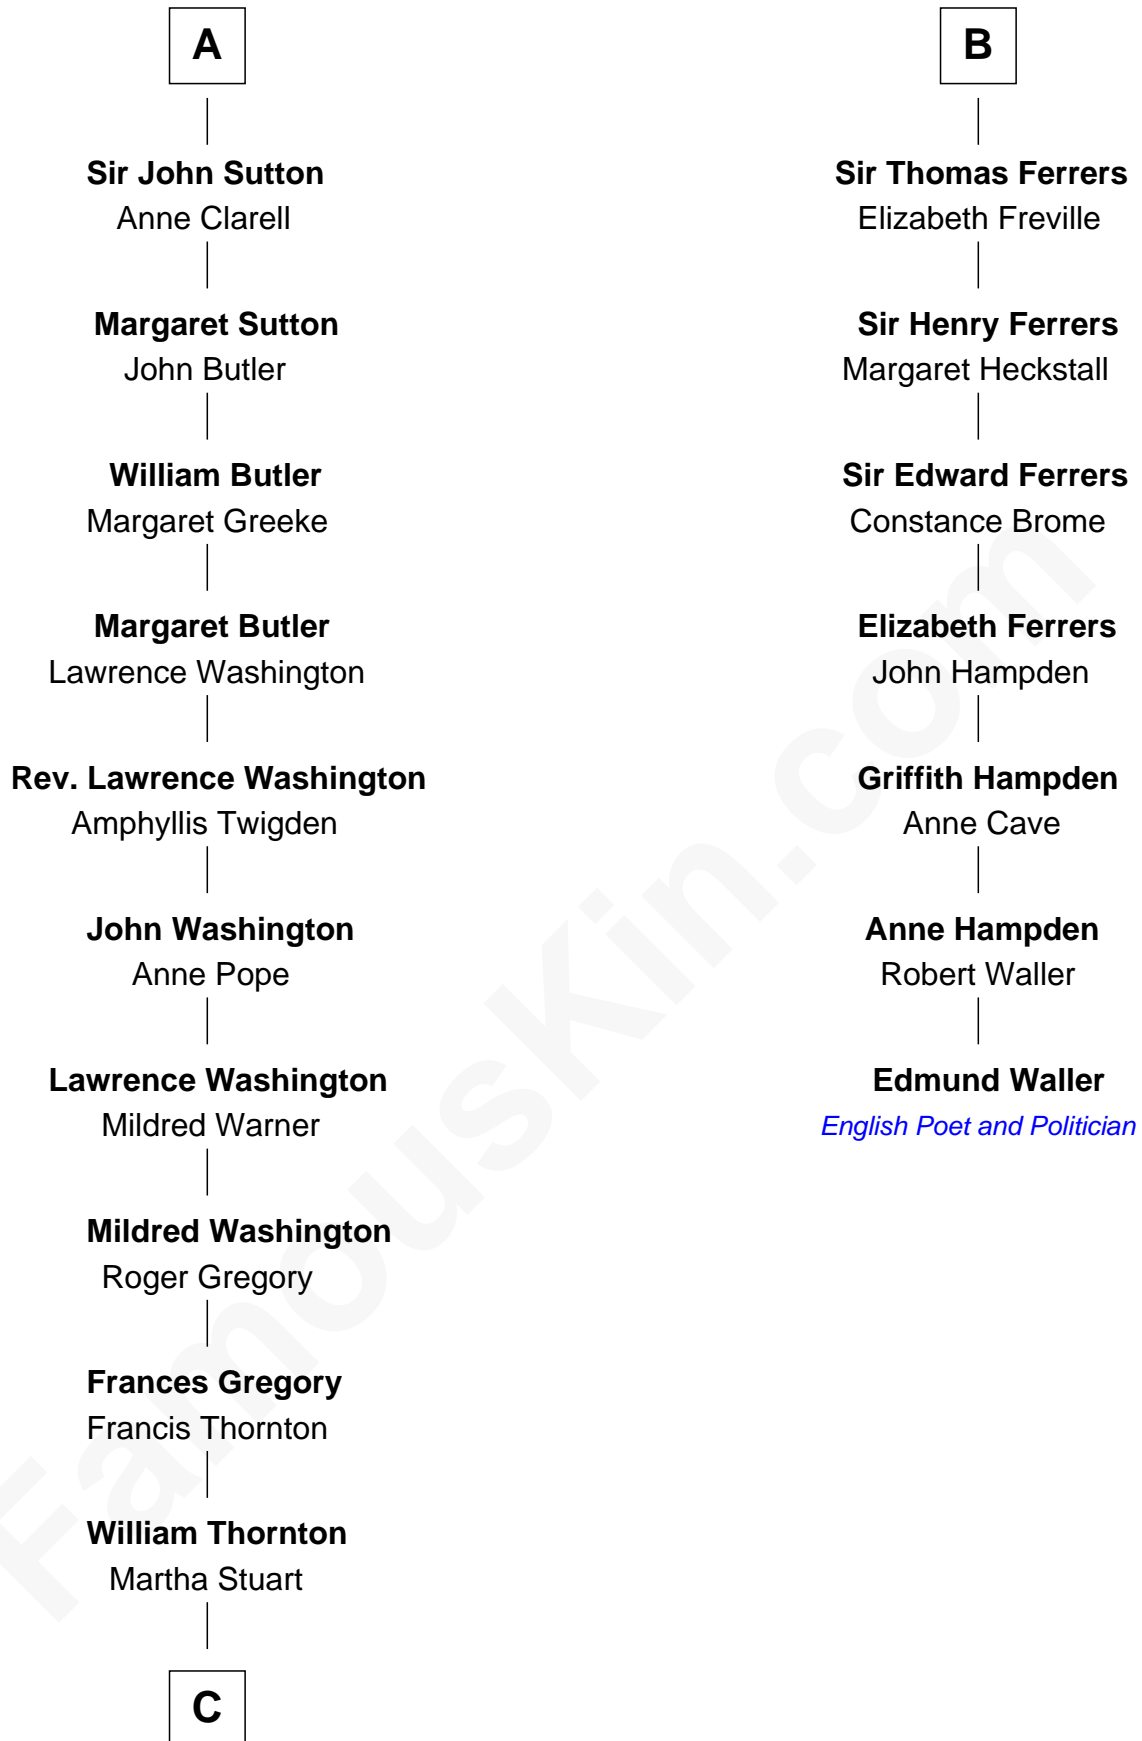 A
Sir John Sutton
Anne Clarell
Margaret Sutton
John Butler
William Butler
Margaret Greeke
Margaret Butler
Lawrence Washington
Rev. Lawrence Washington
Amphyllis Twigden
John Washington
Anne Pope
Lawrence Washington
Mildred Warner
Mildred Washington
Roger Gregory
Frances Gregory
Francis Thornton
William Thornton
Martha Stuart
C
B
Sir Thomas Ferrers
Elizabeth Freville
Sir Henry Ferrers
Margaret Heckstall
Sir Edward Ferrers
Constance Brome
Elizabeth Ferrers
John Hampden
Griffith Hampden
Anne Cave
Anne Hampden
Robert Waller
Edmund Waller
English Poet and Politician
FamousKin.com